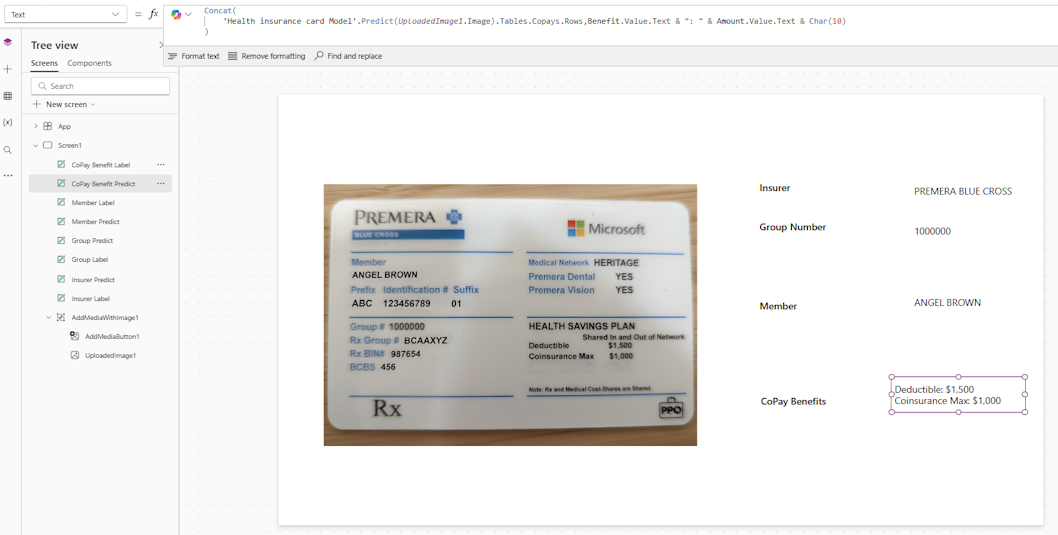 Text
= fx
Concat(
'Health insurance card Model'.Predict(UploadedImage1.Image).Tables.Copays.Rows,Benefit.Value.Text & ": " & Amount.Value.Text & Char(10)
)
Format text Remove formatting Find and replace
Tree view
Screens Components
Search
New screen
App
Screen1
CoPay Benefit Label ...
CoPay Benefit Predict ...
Member Label
Member Predict
Group Predict
Group Label
Insurer Predict
Insurer Label
AddMediaWithImage1
AddMediaButton1
UploadedImage1
PREMERA
BLUE CROSS
Microsoft
Member
ANGEL BROWN
Prefix Identification # Suffix
ABC 123456789 01
Medical Network HERITAGE
Premera Dental YES
Premera Vision YES
Group # 1000000
Rx Group # BCAAXYZ
Rx BIN# 987654
BCBS 456
HEALTH SAVINGS PLAN
Shared In and Out of Network
Deductible $1,500
Coinsurance Max $1,000
Note: Rx and Medical Cost-Shares are Shared
Rx
PPO
Insurer PREMERA BLUE CROSS
Group Number 1000000
Member ANGEL BROWN
CoPay Benefits
Deductible: $1,500
Coinsurance Max: $1,000